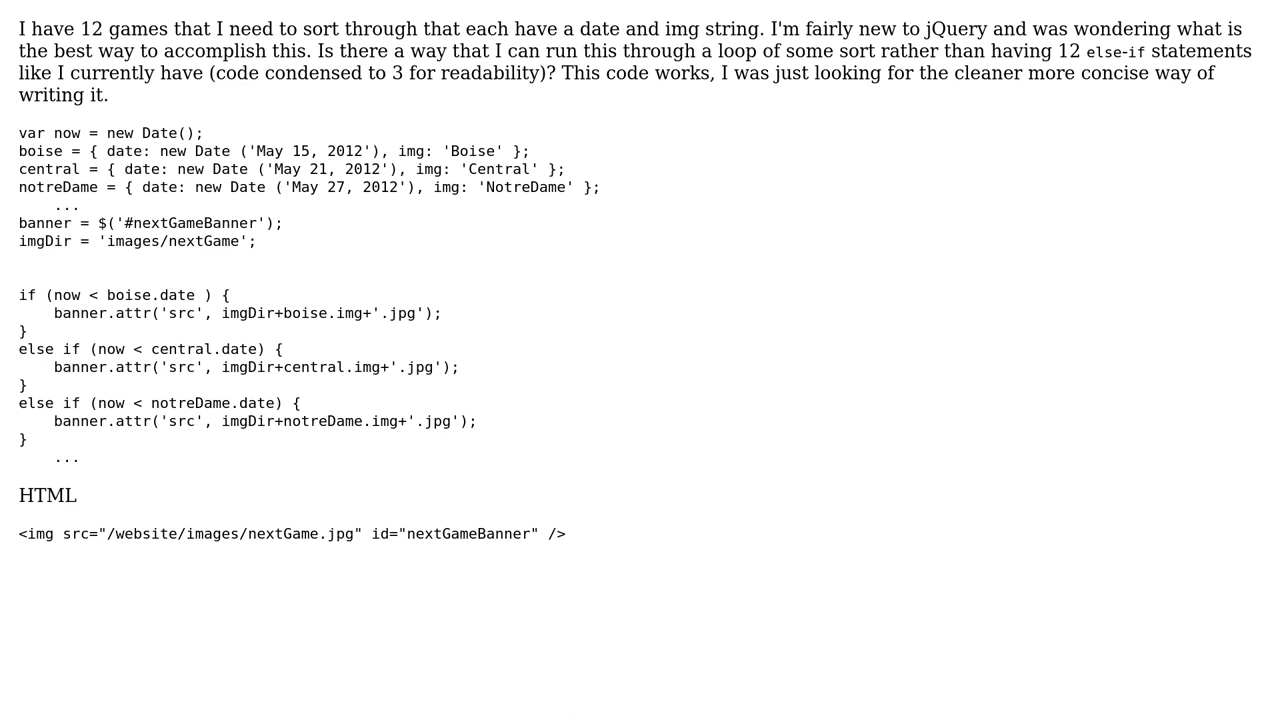 I have 12 games that I need to sort through that each have a date and img string. I'm fairly new to jQuery and was wondering what is
the best way to accomplish this. Is there a way that I can run this through a loop of some sort rather than having 12 else-if statements
like I currently have (code condensed to 3 for readability)? This code works, I was just looking for the cleaner more concise way of
writing it.
var now = new Date();
boise = { date: new Date ('May 15, 2012'), img: 'Boise' };
central = { date: new Date ('May 21, 2012'), img: 'Central' };
notreDame = { date: new Date ('May 27, 2012'), img: 'NotreDame' };
    ...
banner = $('#nextGameBanner');
imgDir = 'images/nextGame';
if (now < boise.date ) {
    banner.attr('src', imgDir+boise.img+'.jpg');
}
else if (now < central.date) {
    banner.attr('src', imgDir+central.img+'.jpg');
}
else if (now < notreDame.date) {
    banner.attr('src', imgDir+notreDame.img+'.jpg');
}
    ...
HTML
<img src="/website/images/nextGame.jpg" id="nextGameBanner" />